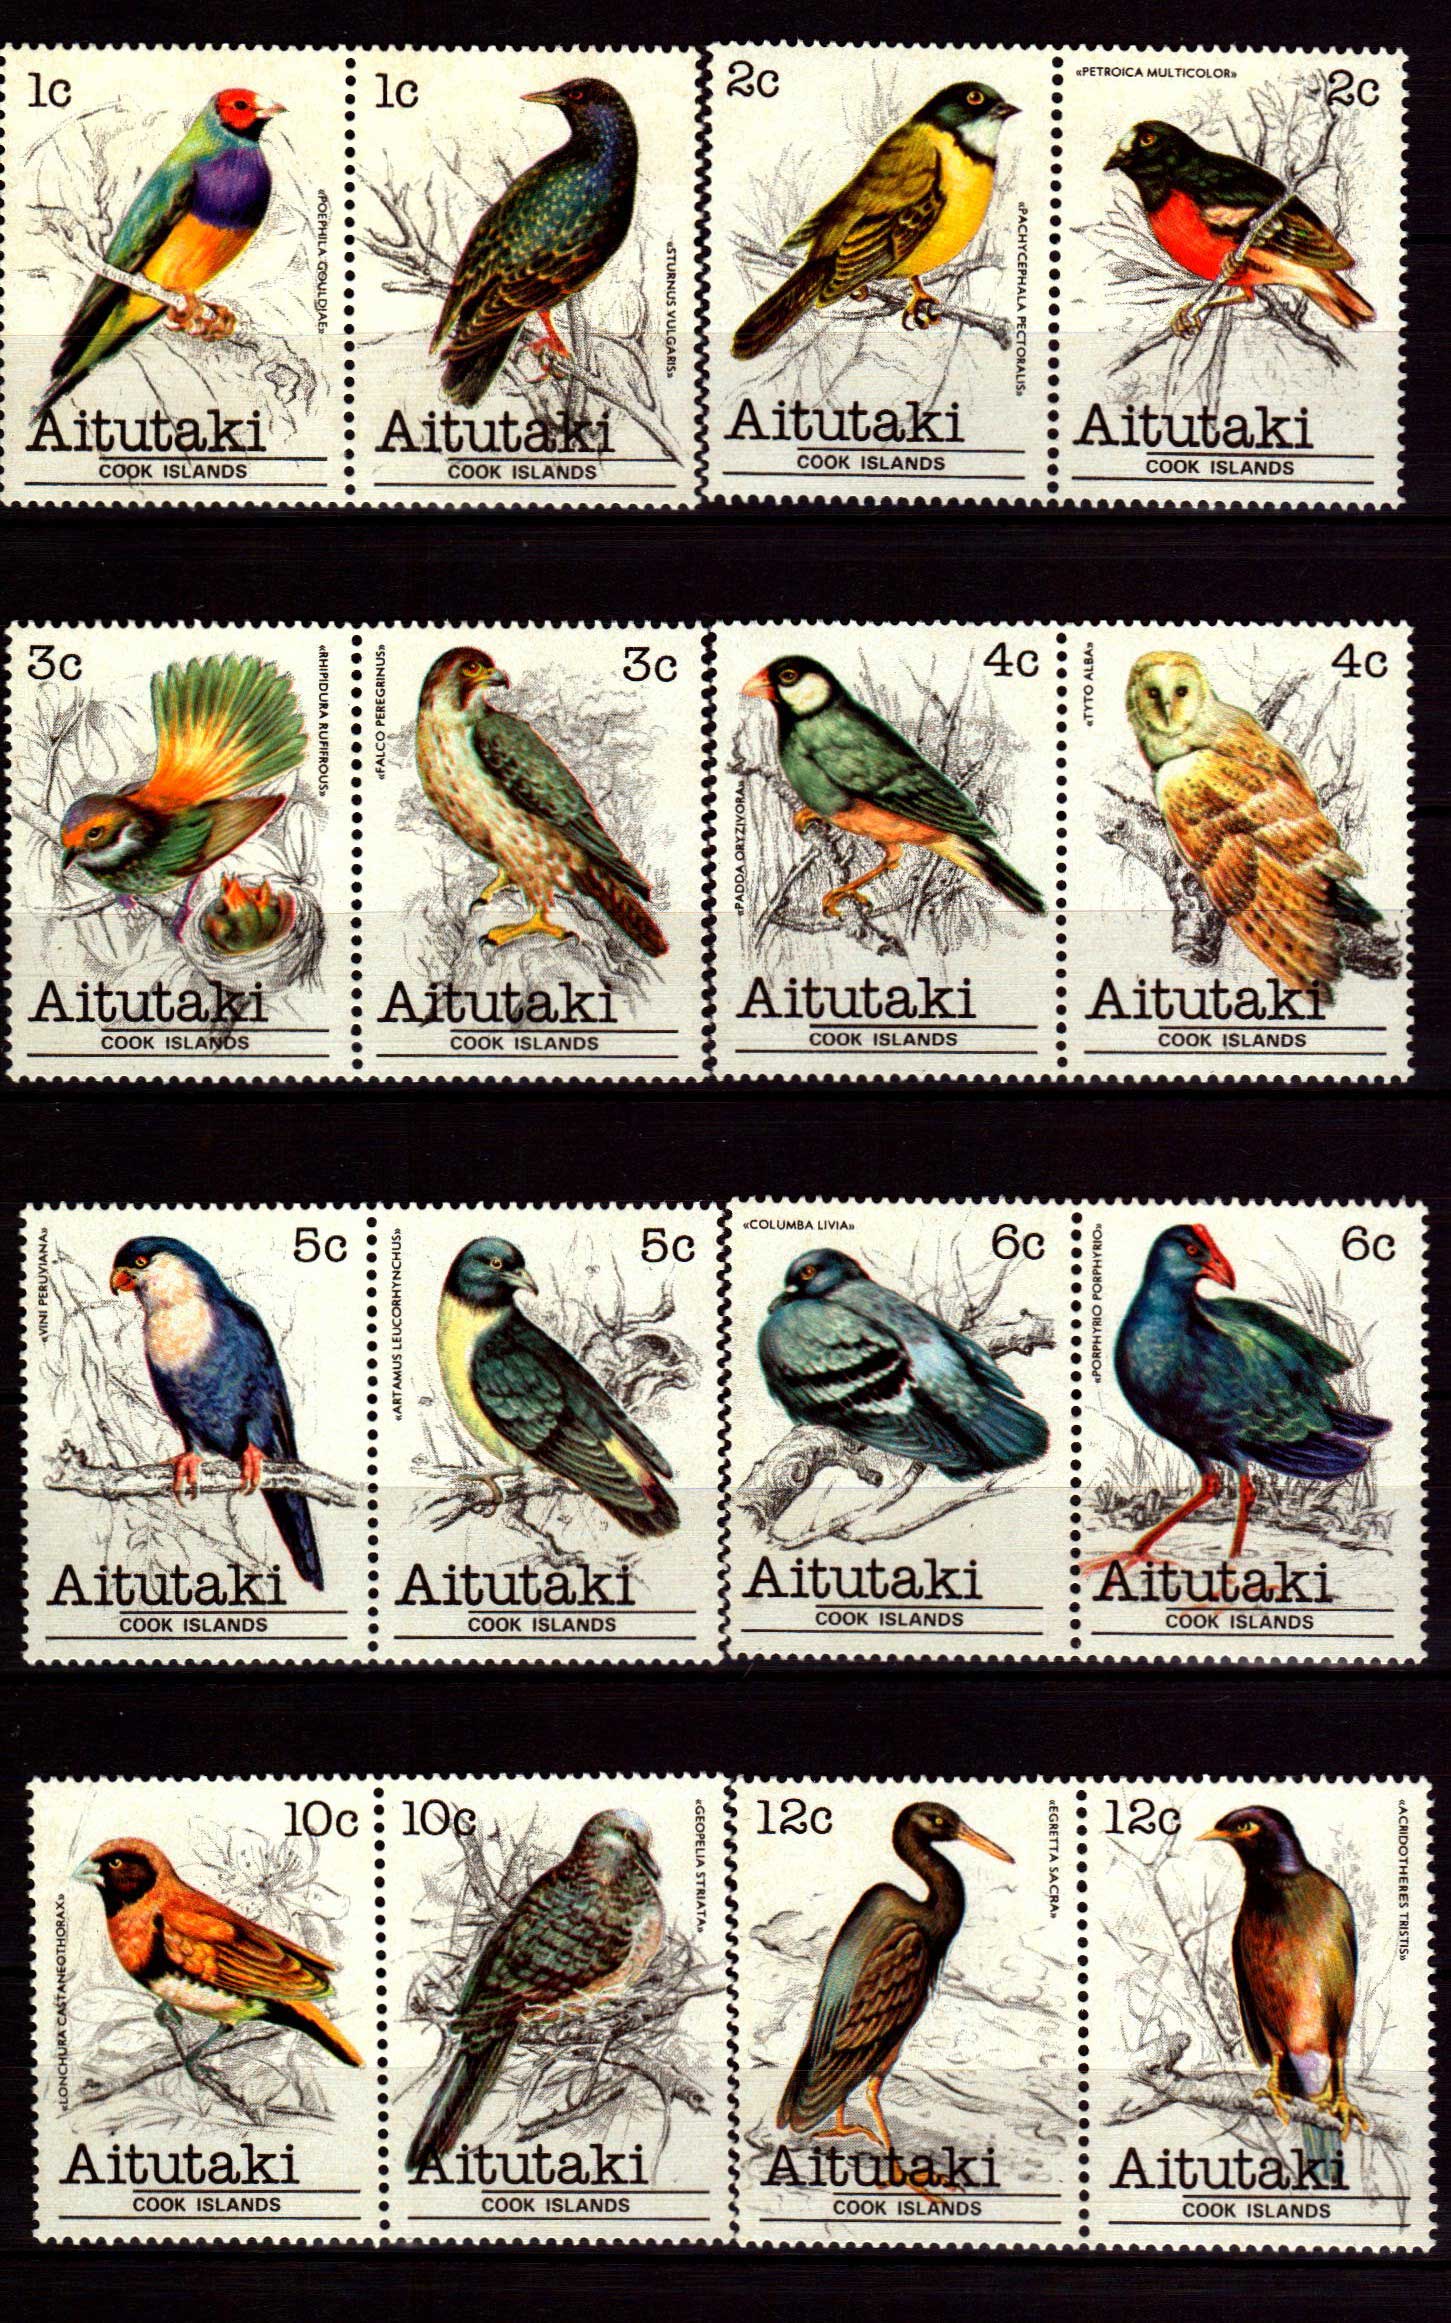 1c
«POEPHILA GOULDIAE»
Aitutaki
COOK ISLANDS
1c
«STURNUS VULGARIS»
Aitutaki
COOK ISLANDS
2c
«PACHYCEPHALA PECTORALIS»
Aitutaki
COOK ISLANDS
«PETROICA MULTICOLOR»
2c
Aitutaki
COOK ISLANDS
3c
«RHIPIDURA RUFIFROUS»
Aitutaki
COOK ISLANDS
«FALCO PEREGRINUS»
3c
Aitutaki
COOK ISLANDS
4c
«PADDA ORYZIVORA»
Aitutaki
COOK ISLANDS
«TYTO ALBA»
4c
Aitutaki
COOK ISLANDS
«VINI PERUVIANA»
5c
Aitutaki
COOK ISLANDS
«ARTAMUS LEUCORHYNCHUS»
5c
Aitutaki
COOK ISLANDS
«COLUMBA LIVIA»
6c
Aitutaki
COOK ISLANDS
«PORPHYRIO PORPHYRIO»
6c
Aitutaki
COOK ISLANDS
10c
«LONCHURA CASTANEOTHORAX»
Aitutaki
COOK ISLANDS
10c
«GEOPELIA STRIATA»
Aitutaki
COOK ISLANDS
12c
«EGRETTA SACRA»
Aitutaki
COOK ISLANDS
12c
«ACRIDOTHERES TRISTIS»
Aitutaki
COOK ISLANDS